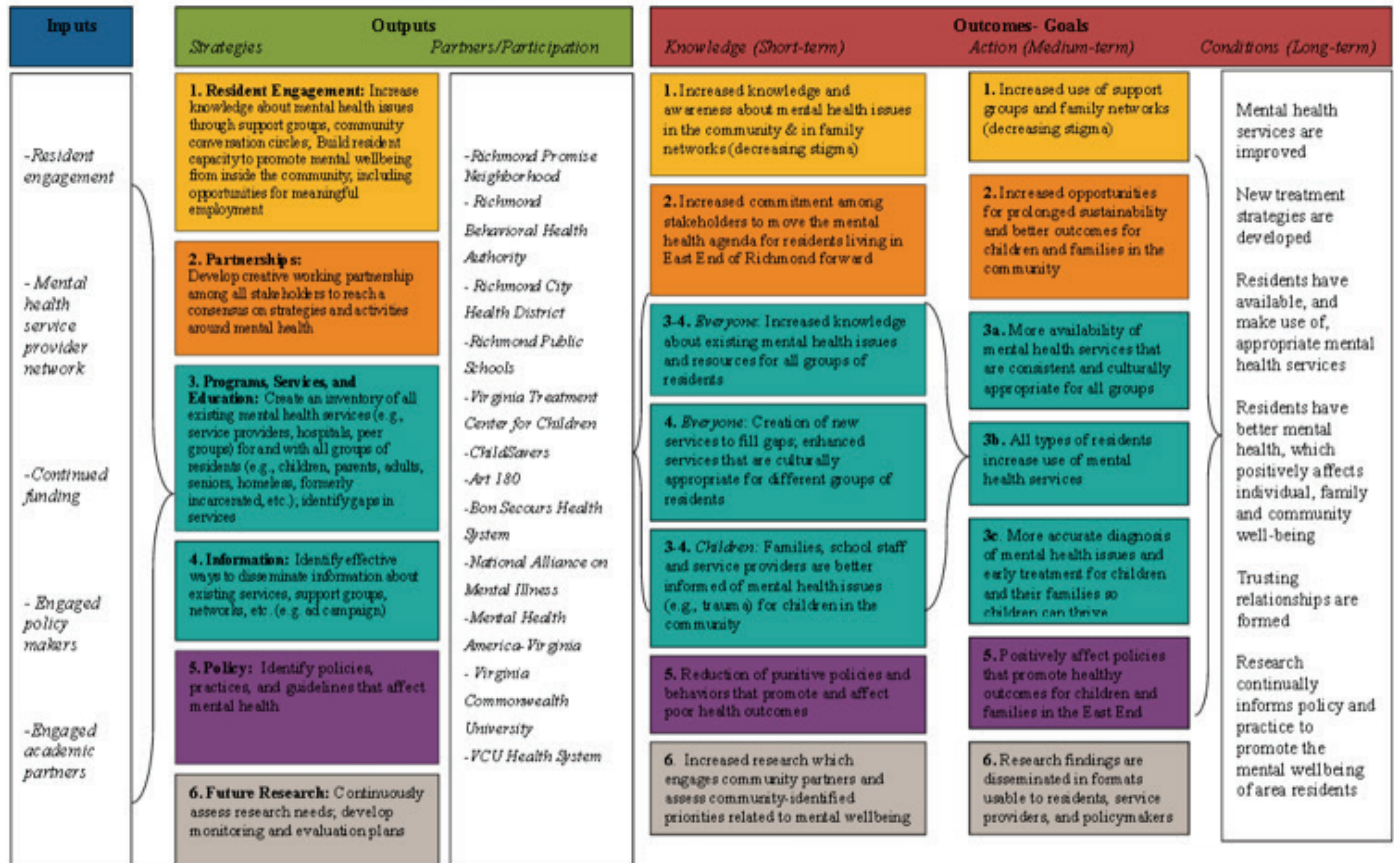 Inputs
Outputs
Strategies
Partners/Participation
Outcomes- Goals
Knowledge (Short-term)
Action (Medium-term)
Conditions (Long-term)
-Resident
engagement
- Mental
health
service
provider
network
-Continued
funding
- Engaged
policy
makers
-Engaged
academic
partners
1. Resident Engagement: Increase
knowledge about mental health issues
through support groups, community
conversation circles; Build resident
capacity to promote mental wellbeing
from inside the community, including
opportunities for meaningful
employment
2. Partnerships:
Develop creative working partnership
among all stakeholders to reach a
consensus on strategies and activities
around mental health
3. Programs, Services, and
Education: Create an inventory of all
existing mental health services (e.g.,
service providers, hospitals, peer
groups) for and with all groups of
residents (e.g., children, parents, adults,
seniors, homeless, formerly
incarcerated, etc.); identify gaps in
services
4. Information: Identify effective
ways to disseminate information about
existing services, support groups,
networks, etc. (e.g. ad campaign)
5. Policy: Identify policies,
practices, and guidelines that affect
mental health
6. Future Research: Continuously
assess research needs; develop
monitoring and evaluation plans
-Richmond Promise
Neighborhood
- Richmond
Behavioral Health
Authority
- Richmond City
Health District
-Richmond Public
Schools
-Virginia Treatment
Center for Children
-ChildSavers
-Art 180
-Bon Secours Health
System
-National Alliance on
Mental Illness
-Mental Health
America-Virginia
- Virginia
Commonwealth
University
-VCU Health System
1. Increased knowledge and
awareness about mental health issues
in the community & in family
networks (decreasing stigma)
2. Increased commitment among
stakeholders to move the mental
health agenda for residents living in
East End of Richmond forward
3-4. Everyone: Increased knowledge
about existing mental health issues
and resources for all groups of
residents
4. Everyone: Creation of new
services to fill gaps; enhanced
services that are culturally
appropriate for different groups of
residents
3-4. Children: Families, school staff
and service providers are better
informed of mental health issues
(e.g., trauma) for children in the
community
5. Reduction of punitive policies and
behaviors that promote and affect
poor health outcomes
6. Increased research which
engages community partners and
assess community-identified
priorities related to mental wellbeing
1. Increased use of support
groups and family networks
(decreasing stigma)
2. Increased opportunities
for prolonged sustainability
and better outcomes for
children and families in the
community
3a. More availability of
mental health services that
are consistent and culturally
appropriate for all groups
3b. All types of residents
increase use of mental
health services
3c. More accurate diagnosis
of mental health issues and
early treatment for children
and their families so
children can thrive
5. Positively affect policies
that promote healthy
outcomes for children and
families in the East End
6. Research findings are
disseminated in formats
usable to residents, service
providers, and policymakers
Mental health
services are
improved
New treatment
strategies are
developed
Residents have
available, and
make use of,
appropriate mental
health services
Residents have
better mental
health, which
positively affects
individual, family
and community
well-being
Trusting
relationships are
formed
Research
continually
informs policy and
practice to
promote the
mental wellbeing
of area residents